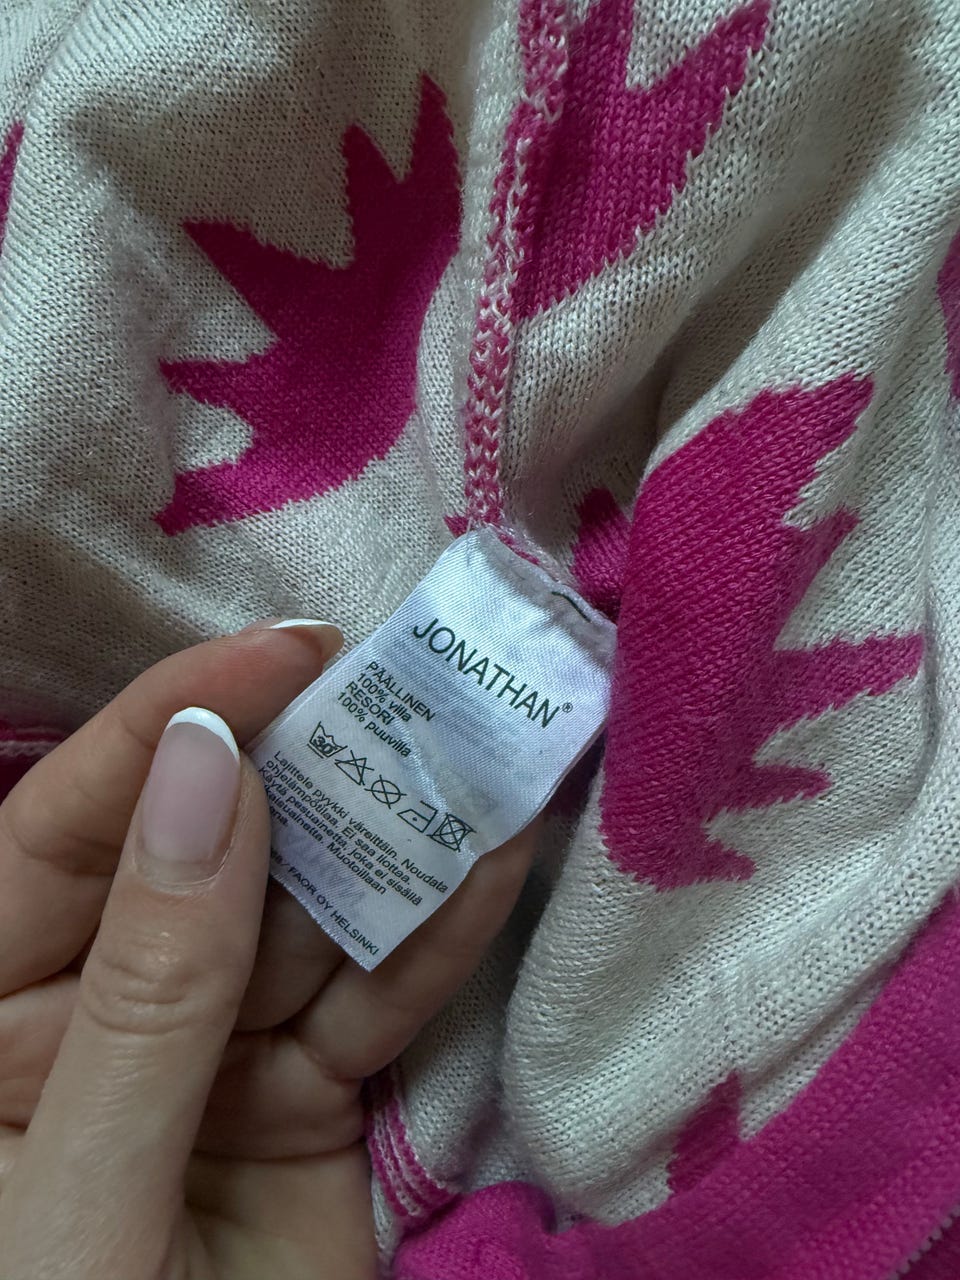 JONATHAN®
PÄÄLLINEN
100% villa
RESORI
100% puuvilla
30
Lajittele pyykki väreittäin. Noudata
ohjelämpötilaa. Ei saa liottaa.
Käytä pesuainetta, joka ei sisällä
valkaisuainetta. Muotoillaan
FAOR OY HELSINKI